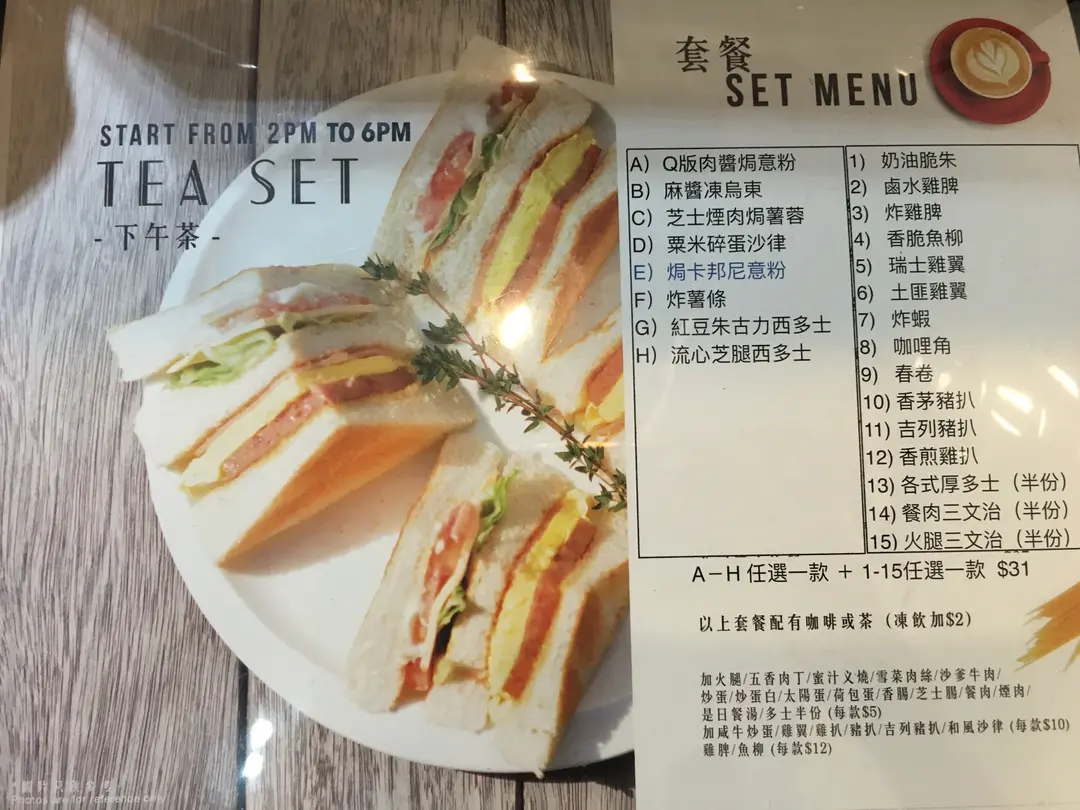 START FROM 2PM TO 6PM
TEA SET
- 下午茶 -
套餐
SET MENU
A) Q版肉醬焗意粉
B) 麻醬凍烏東
C) 芝士煙肉焗薯蓉
D) 粟米碎蛋沙律
E) 焗卡邦尼意粉
F) 炸薯條
G) 紅豆朱古力西多士
H) 流心芝腿西多士
1) 奶油脆朱
2) 鹵水雞脾
3) 炸雞脾
4) 香脆魚柳
5) 瑞士雞翼
6) 土匪雞翼
7) 炸蝦
8) 咖哩角
9) 春卷
10) 香茅豬扒
11) 吉列豬扒
12) 香煎雞扒
13) 各式厚多士（半份）
14) 餐肉三文治（半份）
15) 火腿三文治（半份）
A－H 任選一款 + 1-15任選一款 $31
以上套餐配有咖啡或茶 (凍飲加$2)
加火腿/五香肉丁/蜜汁义燒/雪菜肉絲/沙爹牛肉/
炒蛋/炒蛋白/太陽蛋/荷包蛋/香腸/芝士腸/餐肉/煙肉/
是日餐湯/多士半份 (每款$5)
加咸牛炒蛋/雞翼/雞扒/豬扒/吉列豬扒/和風沙律 (每款$10)
雞脾/魚柳 (每款$12)
Photos are for reference only